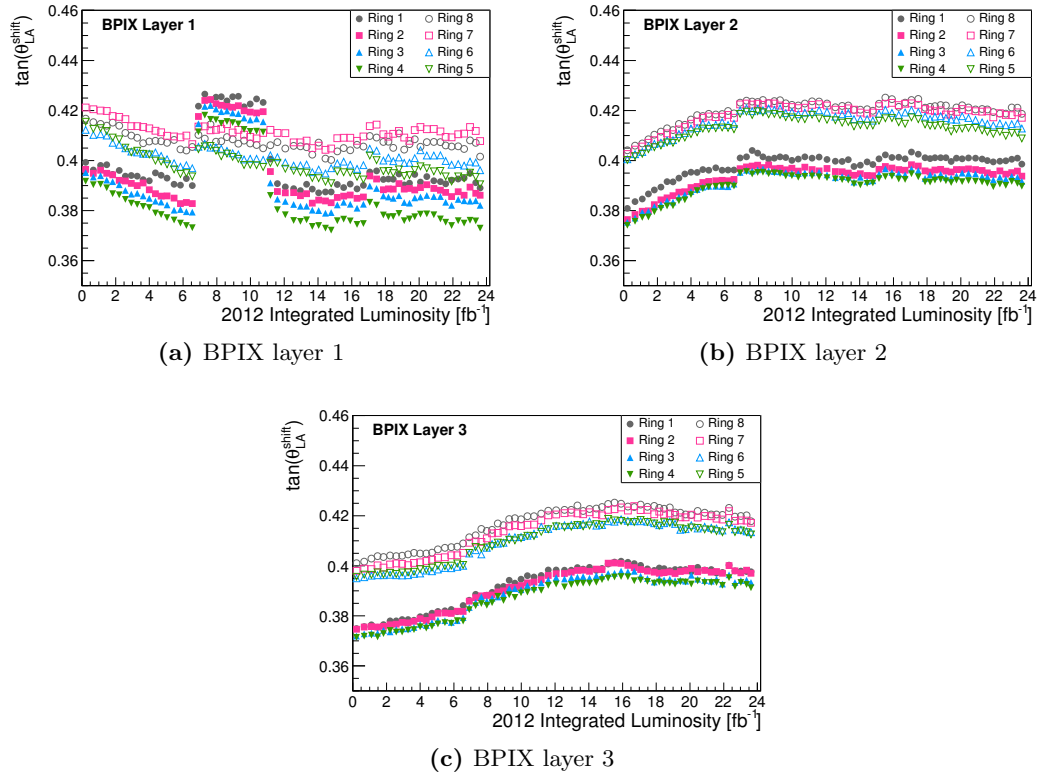 BPIX Layer 1
Ring 1 Ring 8
Ring 2 Ring 7
Ring 3 Ring 6
Ring 4 Ring 5
tan(θ_LA^shift)
0.46
0.44
0.42
0.4
0.38
0.36
0 2 4 6 8 10 12 14 16 18 20 22 24
2012 Integrated Luminosity [fb⁻¹]
(a) BPIX layer 1
BPIX Layer 2
Ring 1 Ring 8
Ring 2 Ring 7
Ring 3 Ring 6
Ring 4 Ring 5
tan(θ_LA^shift)
0.46
0.44
0.42
0.4
0.38
0.36
0 2 4 6 8 10 12 14 16 18 20 22 24
2012 Integrated Luminosity [fb⁻¹]
(b) BPIX layer 2
BPIX Layer 3
Ring 1 Ring 8
Ring 2 Ring 7
Ring 3 Ring 6
Ring 4 Ring 5
tan(θ_LA^shift)
0.46
0.44
0.42
0.4
0.38
0.36
0 2 4 6 8 10 12 14 16 18 20 22 24
2012 Integrated Luminosity [fb⁻¹]
(c) BPIX layer 3